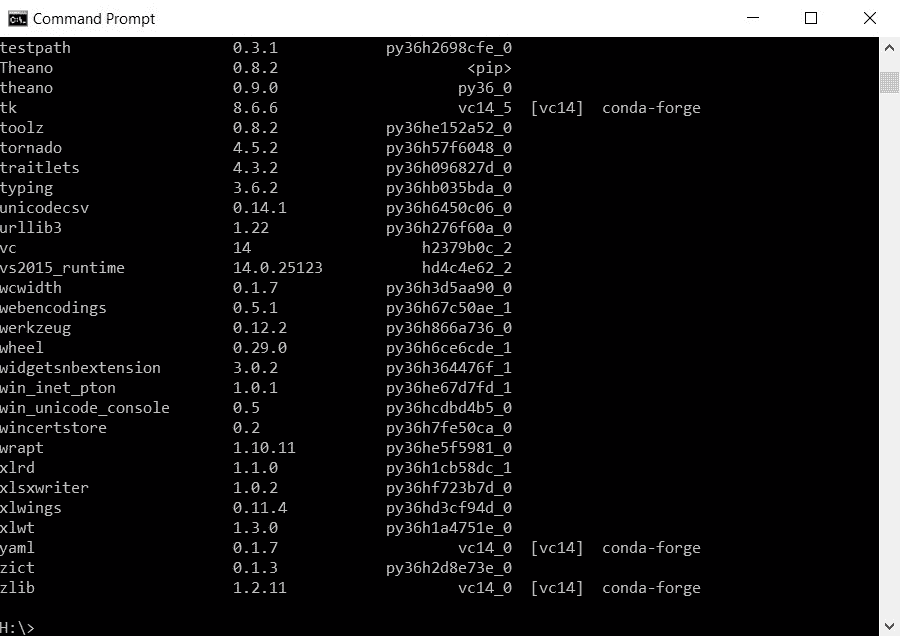 Command Prompt
testpath 0.3.1 py36h2698cfe_0
Theano 0.8.2 <pip>
theano 0.9.0 py36_0
tk 8.6.6 vc14_5 [vc14] conda-forge
toolz 0.8.2 py36he152a52_0
tornado 4.5.2 py36h57f6048_0
traitlets 4.3.2 py36h096827d_0
typing 3.6.2 py36hb035bda_0
unicodecsv 0.14.1 py36h6450c06_0
urllib3 1.22 py36h276f60a_0
vc 14 h2379b0c_2
vs2015_runtime 14.0.25123 hd4c4e62_2
wcwidth 0.1.7 py36h3d5aa90_0
webencodings 0.5.1 py36h67c50ae_1
werkzeug 0.12.2 py36h866a736_0
wheel 0.29.0 py36h6ce6cde_1
widgetsnbextension 3.0.2 py36h364476f_1
win_inet_pton 1.0.1 py36he67d7fd_1
win_unicode_console 0.5 py36hcdbd4b5_0
wincertstore 0.2 py36h7fe50ca_0
wrapt 1.10.11 py36he5f5981_0
xlrd 1.1.0 py36h1cb58dc_1
xlsxwriter 1.0.2 py36hf723b7d_0
xlwings 0.11.4 py36hd3cf94d_0
xlwt 1.3.0 py36h1a4751e_0
yaml 0.1.7 vc14_0 [vc14] conda-forge
zict 0.1.3 py36h2d8e73e_0
zlib 1.2.11 vc14_0 [vc14] conda-forge
H:\>